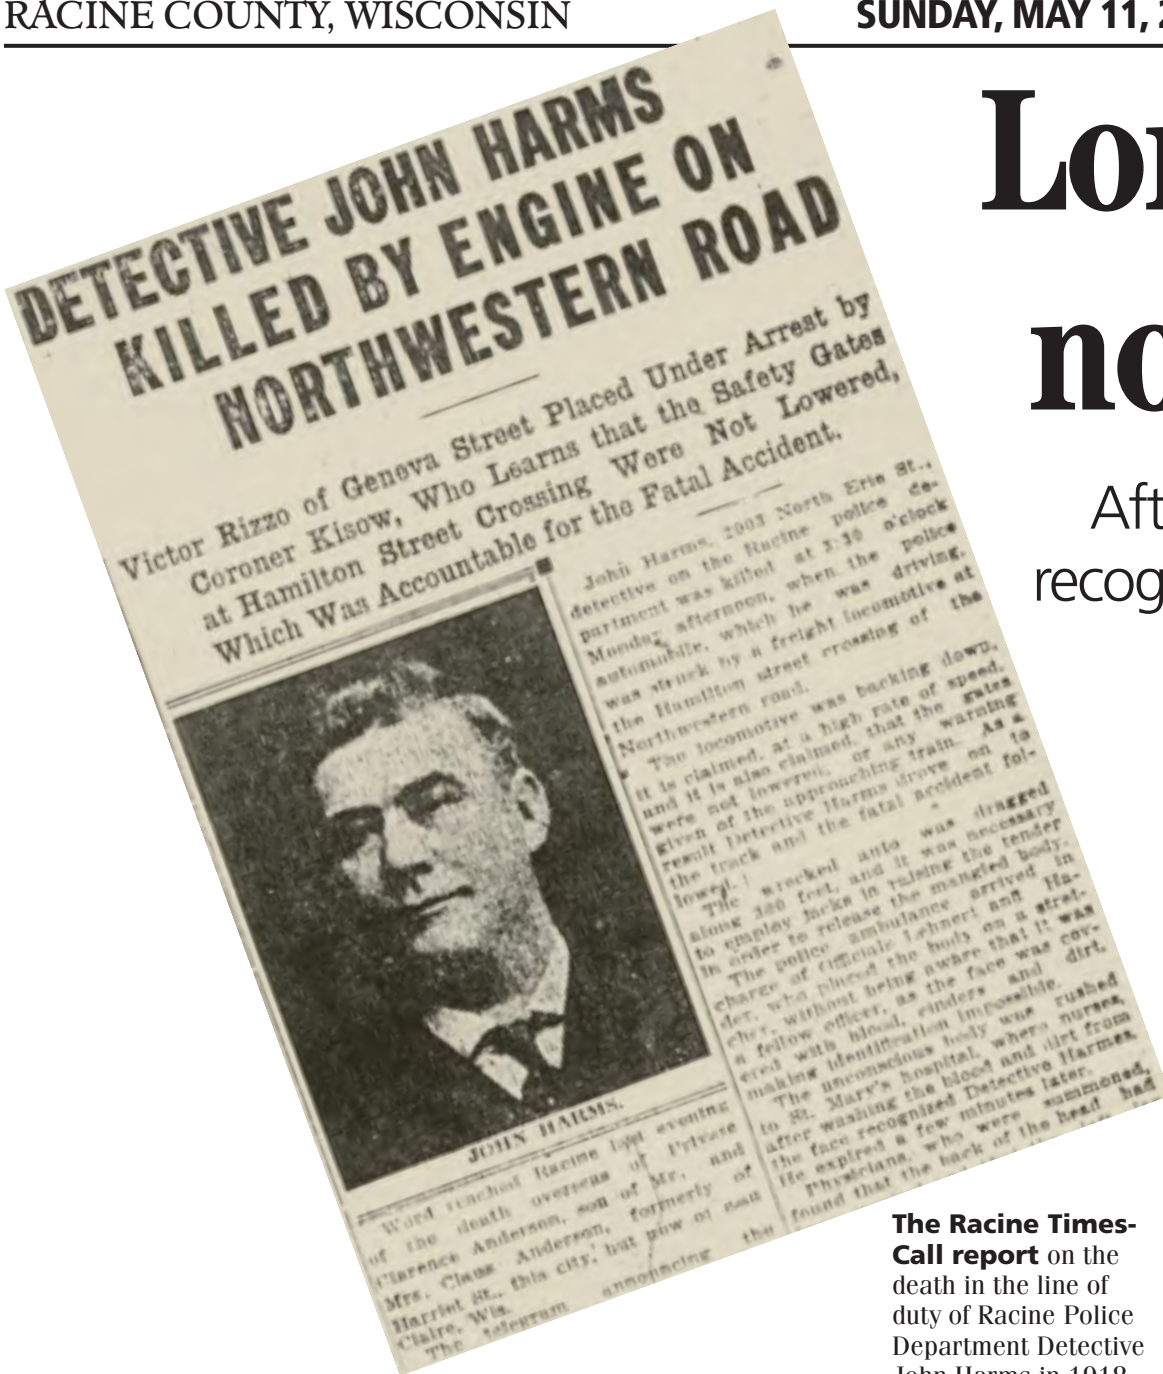 RACINE COUNTY, WISCONSIN
SUNDAY, MAY 11, 2
Lor
no
Aft
recog
DETECTIVE JOHN HARMS
KILLED BY ENGINE ON
NORTHWESTERN ROAD
Victor Rizzo of Geneva Street Placed Under Arrest by
Coroner Kisow, Who Learns that the Safety Gates
at Hamilton Street Crossing Were Not Lowered,
Which Was Accountable for the Fatal Accident.
JOHN HARMS.
Word reached Racine last evening
of the death overseas of Private
Clarence Anderson, son of Mr. and
Mrs. Claus Anderson, formerly of
Harriet St., this city, but now of Eau
Claire, Wis.
The telegram announcing the
John Harms, 2003 North Erie St.,
detective on the Racine police de-
partment was killed at 3:30 o'clock
Monday afternoon, when the police
automobile, which he was driving,
was struck by a freight locomotive at
the Hamilton street crossing of the
Northwestern road.
The locomotive was backing down,
it is claimed, at a high rate of speed,
and it is also claimed, that the gates
were not lowered, or any warning
given of the approaching train. As a
result Detective Harms drove on to
the track and the fatal accident fol-
lowed.
The wrecked auto was dragged
along feet, and it was necessary
to employ jacks in raising the tender
in order to release the mangled body.
The police ambulance arrived in
charge of Officials Lehnert and Ha-
der, who placed the body on a stret-
cher, without being aware that it was
a fellow officer, as the face was cov-
ered with blood, cinders and dirt,
making identification impossible.
The unconscious body was rushed
to St. Mary's hospital, where nurses,
after washing the blood and dirt from
the face recognized Detective Harmes.
He expired a few minutes later.
Physicians, who were summoned,
found that the back of the head had
The Racine Times-
Call report on the
death in the line of
duty of Racine Police
Department Detective
John Harms in 1918